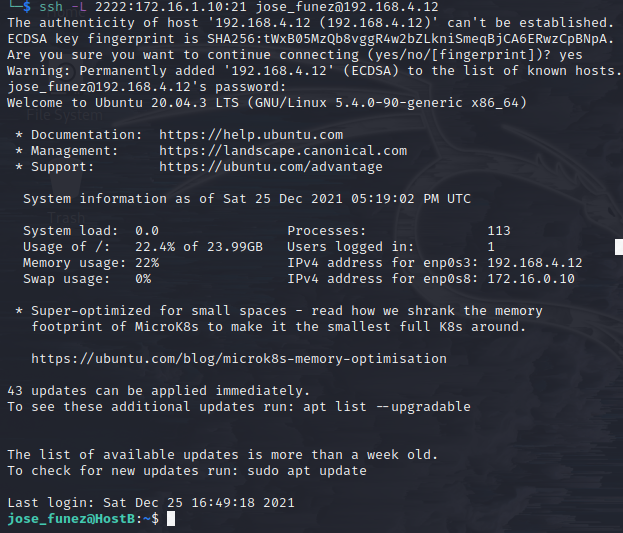 └─$ ssh -L 2222:172.16.1.10:21 jose_funez@192.168.4.12
The authenticity of host '192.168.4.12 (192.168.4.12)' can't be established.
ECDSA key fingerprint is SHA256:tWxB05MzQb8vggR4w2bZLkniSmeqBjCA6ERwzCpBNpA.
Are you sure you want to continue connecting (yes/no/[fingerprint])? yes
Warning: Permanently added '192.168.4.12' (ECDSA) to the list of known hosts.
jose_funez@192.168.4.12's password:
Welcome to Ubuntu 20.04.3 LTS (GNU/Linux 5.4.0-90-generic x86_64)
File System
* Documentation: https://help.ubuntu.com
* Management: https://landscape.canonical.com
* Support: https://ubuntu.com/advantage
System information as of Sat 25 Dec 2021 05:19:02 PM UTC
Trash
System load: 0.0 Processes: 113
Usage of /: 22.4% of 23.99GB Users logged in: 1
Memory usage: 22% IPv4 address for enp0s3: 192.168.4.12
Swap usage: 0% IPv4 address for enp0s8: 172.16.0.10
* Super-optimized for small spaces - read how we shrank the memory
footprint of MicroK8s to make it the smallest full K8s around.
https://ubuntu.com/blog/microk8s-memory-optimisation
43 updates can be applied immediately.
To see these additional updates run: apt list --upgradable
The list of available updates is more than a week old.
To check for new updates run: sudo apt update
Last login: Sat Dec 25 16:49:18 2021
jose_funez@HostB:~$